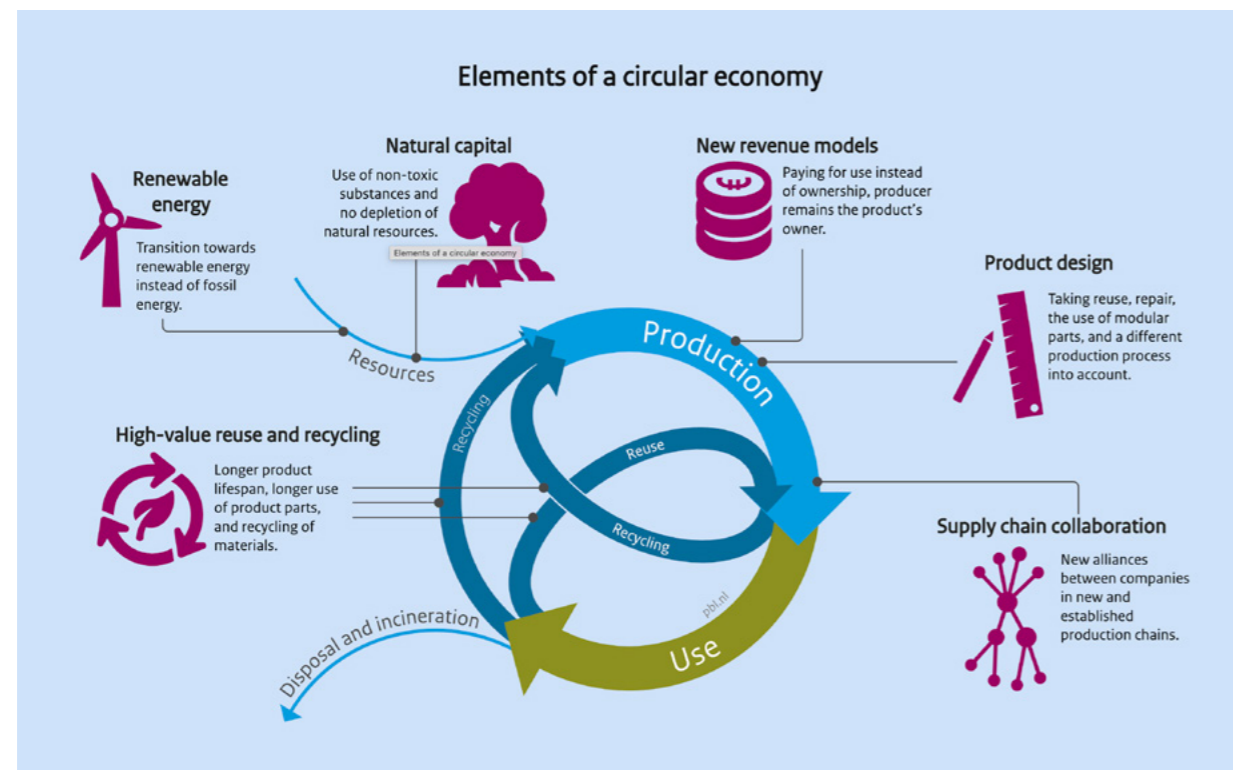 Elements of a circular economy
Natural capital
Use of non-toxic
substances and
no depletion of
natural resources.
Elements of a circular economy
New revenue models
Paying for use instead
of ownership, producer
remains the product's
owner.
Renewable
energy
Transition towards
renewable energy
instead of fossil
energy.
Product design
Taking reuse, repair,
the use of modular
parts, and a different
production process
into account.
Resources
Production
High-value reuse and recycling
Longer product
lifespan, longer use
of product parts,
and recycling of
materials.
Recycling
Reuse
Recycling
Supply chain collaboration
New alliances
between companies
in new and
established
production chains.
Disposal and incineration
Use
pbl.nl